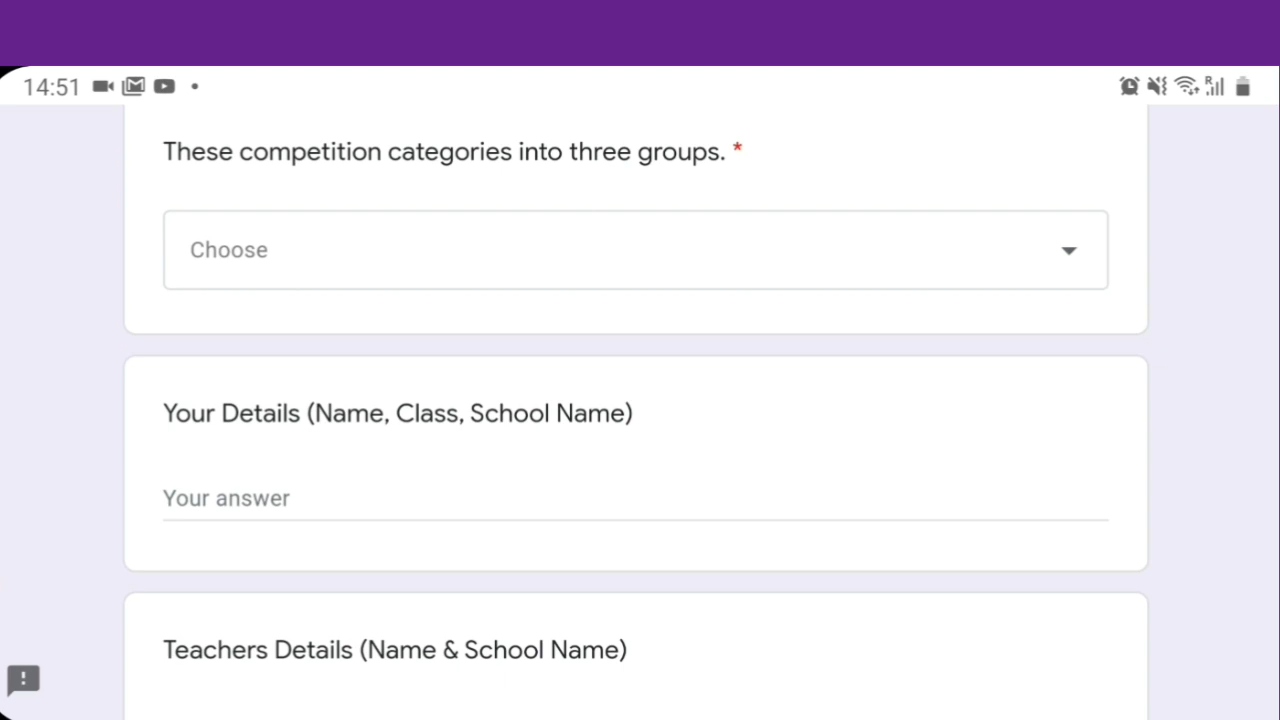 14:51
R
These competition categories into three groups. *
Choose
Your Details (Name, Class, School Name)
Your answer
Teachers Details (Name & School Name)